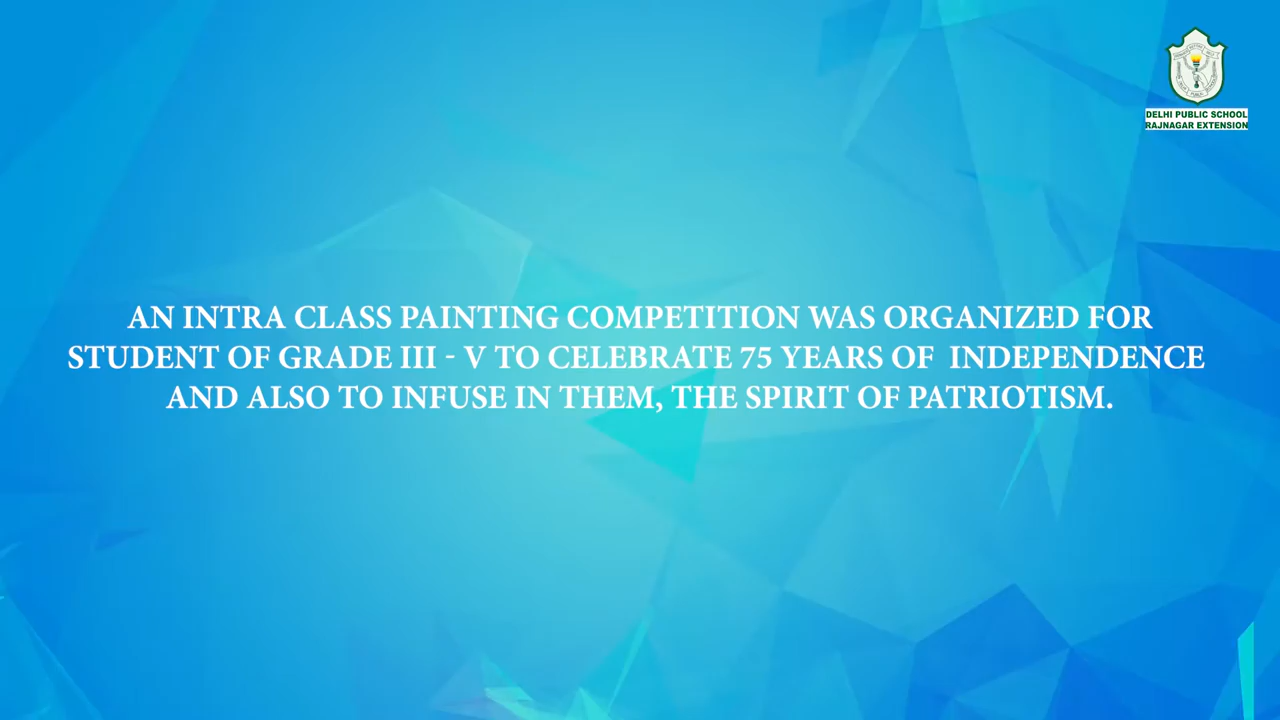 DELHI PUBLIC SCHOOL
RAJNAGAR EXTENSION
AN INTRA CLASS PAINTING COMPETITION WAS ORGANIZED FOR
STUDENT OF GRADE III - V TO CELEBRATE 75 YEARS OF INDEPENDENCE
AND ALSO TO INFUSE IN THEM, THE SPIRIT OF PATRIOTISM.